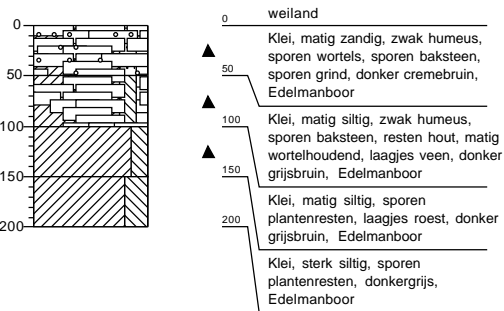 0
50
100
150
200
0
weiland
Klei, matig zandig, zwak humeus,
sporen wortels, sporen baksteen,
sporen grind, donker cremebruin,
Edelmanboor
50
Klei, matig siltig, zwak humeus,
sporen baksteen, resten hout, matig
wortelhoudend, laagjes veen, donker
grijsbruin, Edelmanboor
100
Klei, matig siltig, sporen
plantenresten, laagjes roest, donker
grijsbruin, Edelmanboor
150
Klei, sterk siltig, sporen
plantenresten, donkergrijs,
Edelmanboor
200